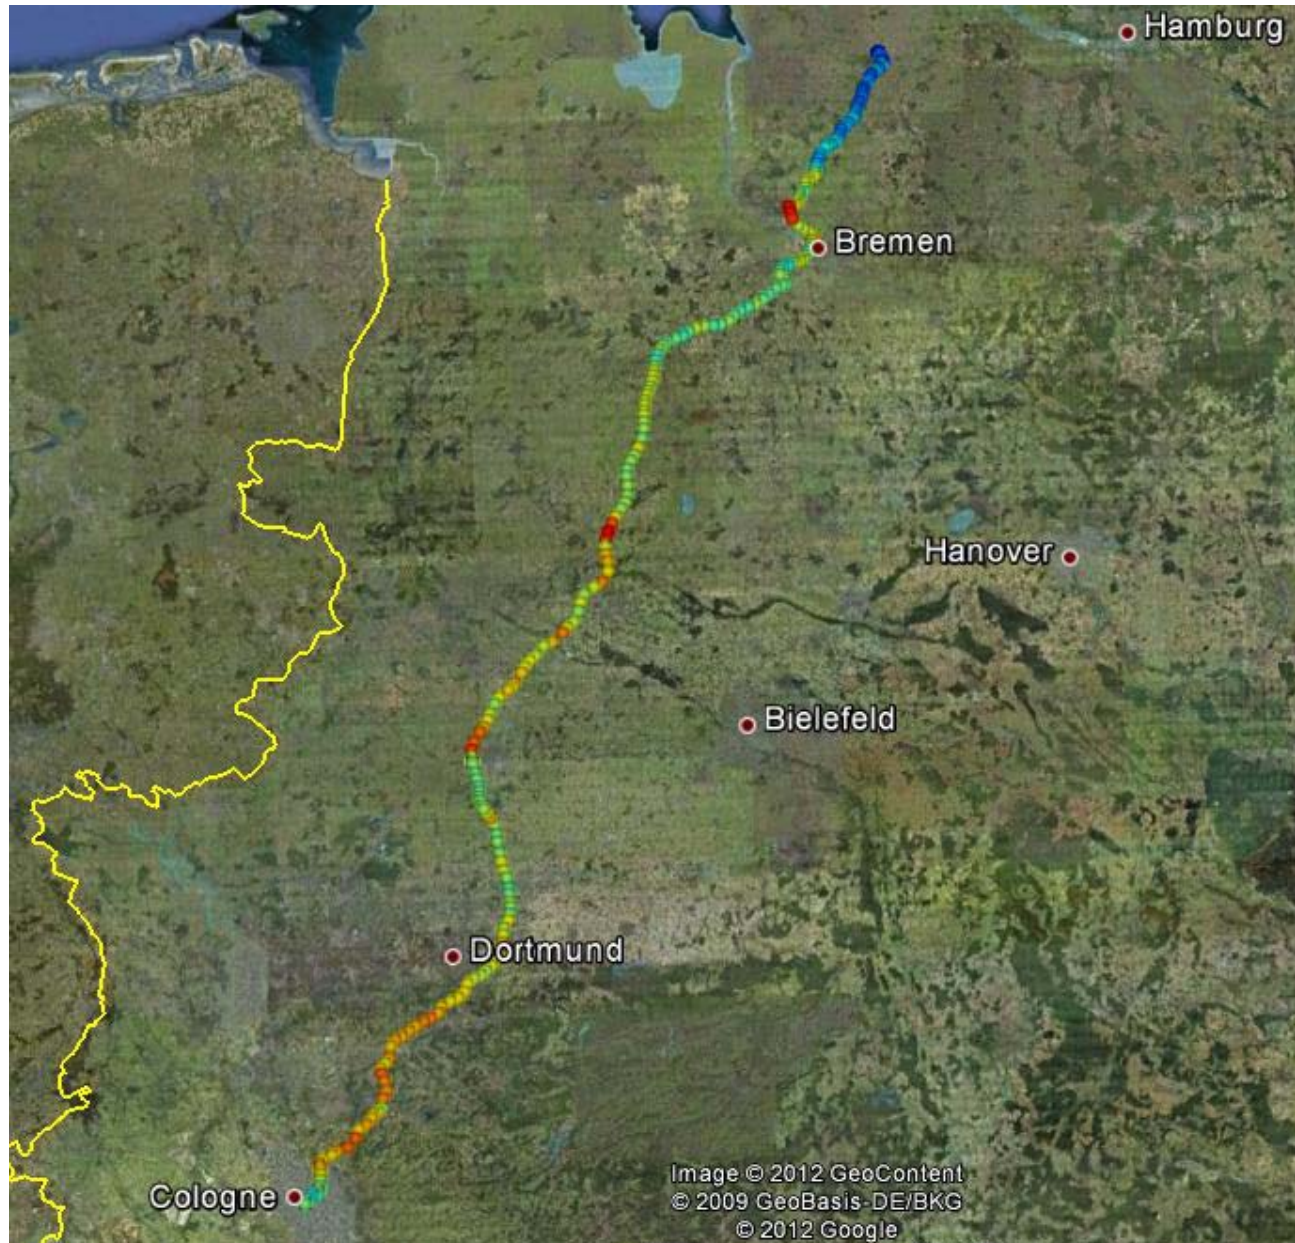 Hamburg
Bremen
Hanover
Bielefeld
Dortmund
Cologne
Image © 2012 GeoContent
© 2009 GeoBasis-DE/BKG
© 2012 Google